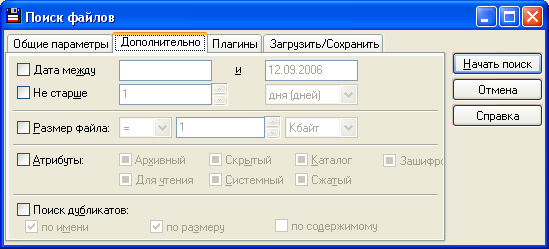 Поиск файлов
Общие параметры Дополнительно Плагины Загрузить/Сохранить
Дата между и 12.09.2006
Не старше 1 дня (дней)
Размер файла: = 1 Кбайт
Атрибуты: Архивный Скрытый Каталог Зашифро
Для чтения Системный Сжатый
Поиск дубликатов:
по имени по размеру по содержимому
Начать поиск
Отмена
Справка